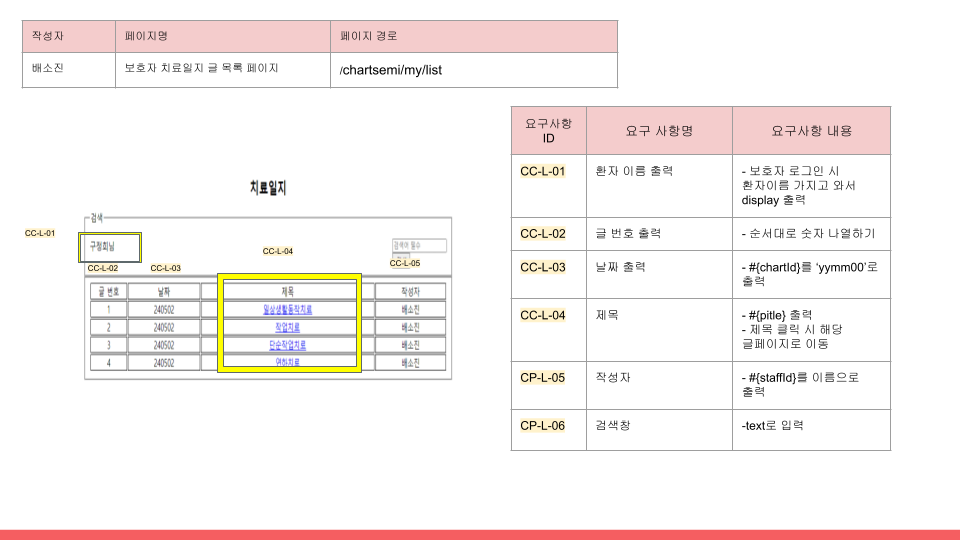 작성자 페이지명 페이지 경로
배소진 보호자 치료일지 글 목록 페이지 /chartsemi/my/list
치료일지
검색
CC-L-01
구정회님
검색어 필수
CC-L-04
CC-L-05
CC-L-02 CC-L-03
글 번호 날짜 제목 작성자
1 240502 일상생활동작치료 배소진
2 240502 작업치료 배소진
3 240502 단순작업치료 배소진
4 240502 연하치료 배소진
요구사항
ID 요구 사항명 요구사항 내용
CC-L-01 환자 이름 출력 - 보호자 로그인 시
환자이름 가지고 와서
display 출력
CC-L-02 글 번호 출력 - 순서대로 숫자 나열하기
CC-L-03 날짜 출력 - #{chartId}를 ‘yymm00’로
출력
CC-L-04 제목 - #{pitle} 출력
- 제목 클릭 시 해당
글페이지로 이동
CP-L-05 작성자 - #{staffId}를 이름으로
출력
CP-L-06 검색창 -text로 입력